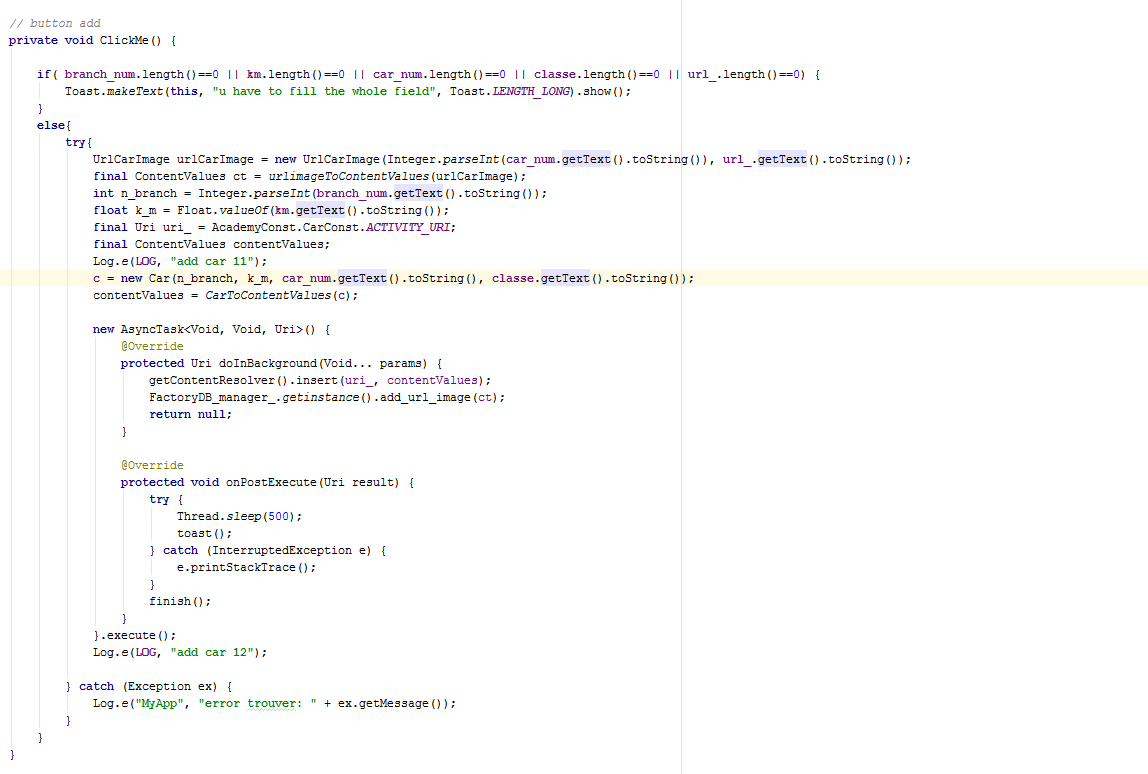 // button add
private void ClickMe() {
if( branch_num.length()==0 || km.length()==0 || car_num.length()==0 || classe.length()==0 || url_.length()==0) {
Toast.makeText(this, "u have to fill the whole field", Toast.LENGTH_LONG).show();
}
else{
try{
UrlCarImage urlCarImage = new UrlCarImage(Integer.parseInt(car_num.getText().toString()), url_.getText().toString());
final ContentValues ct = urlimageToContentValues(urlCarImage);
int n_branch = Integer.parseInt(branch_num.getText().toString());
float k_m = Float.valueOf(km.getText().toString());
final Uri uri_ = AcademyConst.CarConst.ACTIVITY_URI;
final ContentValues contentValues;
Log.e(LOG, "add car 11");
c = new Car(n_branch, k_m, car_num.getText().toString(), classe.getText().toString());
contentValues = CarToContentValues(c);
new AsyncTask<Void, Void, Uri>() {
@Override
protected Uri doInBackground(Void... params) {
getContentResolver().insert(uri_, contentValues);
FactoryDB_manager_.getinstance().add_url_image(ct);
return null;
}
@Override
protected void onPostExecute(Uri result) {
try {
Thread.sleep(500);
toast();
} catch (InterruptedException e) {
e.printStackTrace();
}
finish();
}
}.execute();
Log.e(LOG, "add car 12");
} catch (Exception ex) {
Log.e("MyApp", "error trouver: " + ex.getMessage());
}
}
}